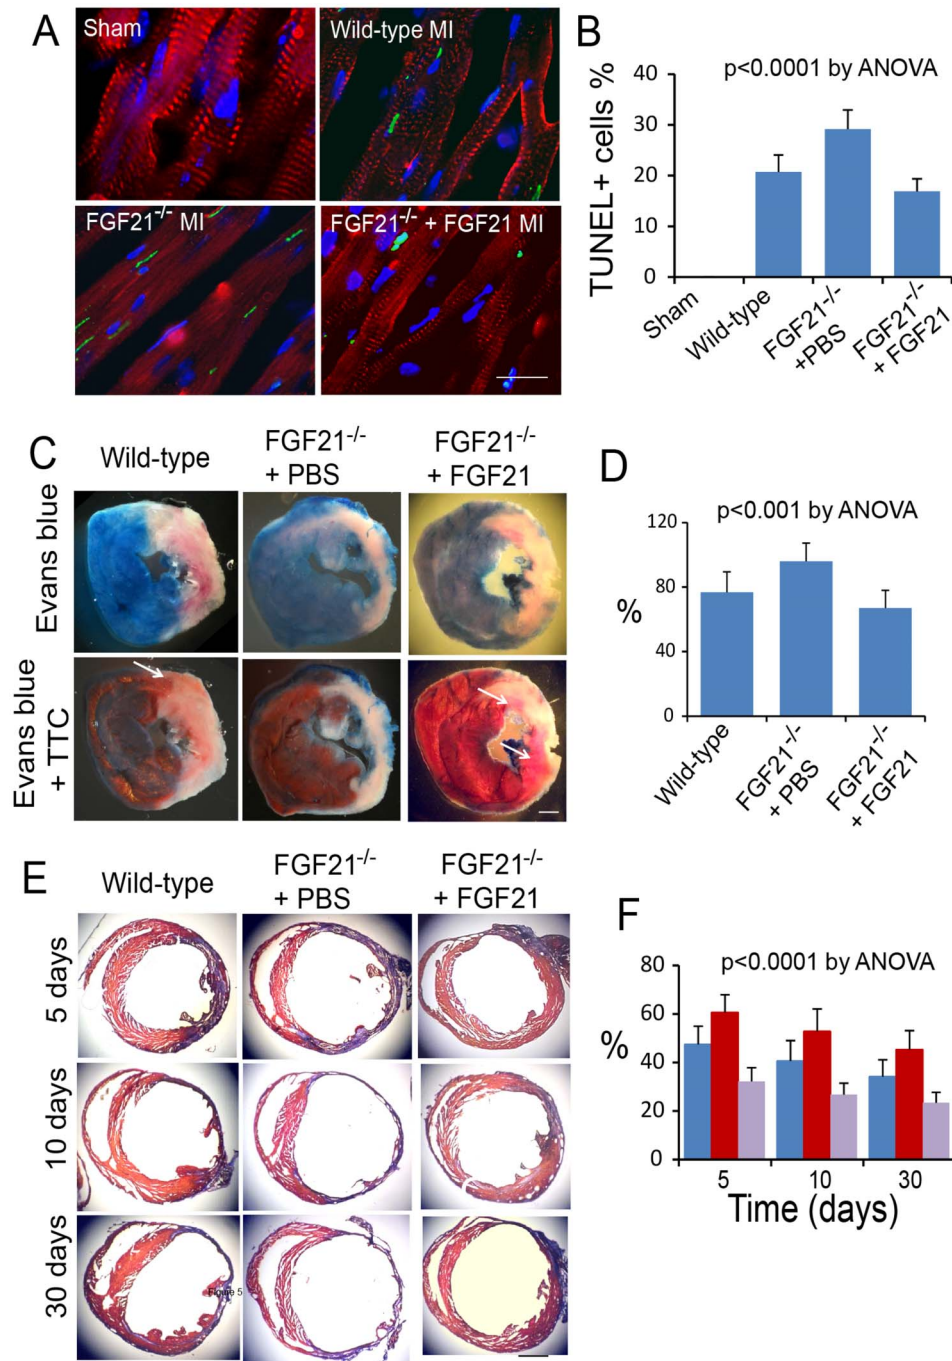 A
Sham
Wild-type MI
FGF21-/- MI
FGF21-/- + FGF21 MI
B
p<0.0001 by ANOVA
TUNEL+ cells %
40
30
20
10
0
Sham
Wild-type
FGF21-/-
+PBS
FGF21-/-
+ FGF21
C
Wild-type
FGF21-/-
+ PBS
FGF21-/-
+ FGF21
Evans blue
Evans blue
+ TTC
D
p<0.001 by ANOVA
%
120
80
40
0
Wild-type
FGF21-/-
+ PBS
FGF21-/-
+ FGF21
E
Wild-type
FGF21-/-
+ PBS
FGF21-/-
+ FGF21
5 days
10 days
30 days
Figure 5
F
p<0.0001 by ANOVA
%
80
60
40
20
0
5
10
30
Time (days)